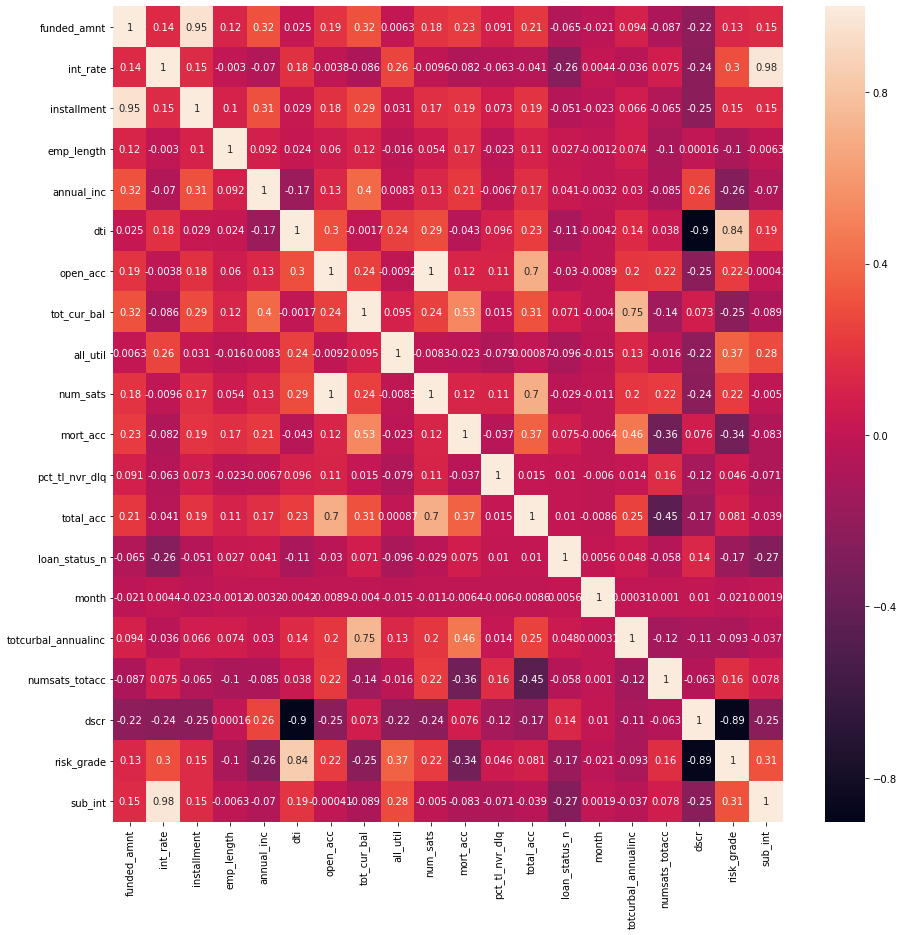 funded_amnt 1 0.14 0.95 0.12 0.32 0.025 0.19 0.32 0.0063 0.18 0.23 0.091 0.21 -0.065 -0.021 0.094 -0.087 -0.22 0.13 0.15
int_rate 0.14 1 0.15 -0.003 -0.07 0.18 -0.0038 -0.086 0.26 -0.0096 -0.082 -0.063 -0.041 -0.26 0.0044 -0.036 0.075 -0.24 0.3 0.98
0.8
installment 0.95 0.15 1 0.1 0.31 0.029 0.18 0.29 0.031 0.17 0.19 0.073 0.19 -0.051 -0.023 0.066 -0.065 -0.25 0.15 0.15
emp_length 0.12 -0.003 0.1 1 0.092 0.024 0.06 0.12 -0.016 0.054 0.17 -0.023 0.11 0.027 -0.0012 0.074 -0.1 0.00016 -0.1 -0.0063
annual_inc 0.32 -0.07 0.31 0.092 1 -0.17 0.13 0.4 0.0083 0.13 0.21 -0.0067 0.17 0.041 -0.0032 0.03 -0.085 0.26 -0.26 -0.07
dti 0.025 0.18 0.029 0.024 -0.17 1 0.3 -0.0017 0.24 0.29 -0.043 0.096 0.23 -0.11 -0.0042 0.14 0.038 -0.9 0.84 0.19
0.4
open_acc 0.19 -0.0038 0.18 0.06 0.13 0.3 1 0.24 -0.0092 1 0.12 0.11 0.7 -0.03 -0.0089 0.2 0.22 -0.25 0.22
tot_cur_bal 0.32 -0.086 0.29 0.12 0.4 -0.0017 0.24 1 0.095 0.24 0.53 0.015 0.31 0.071 -0.004 0.75 -0.14 0.073 -0.25 -0.089
all_util 0.0063 0.26 0.031 -0.016 0.0083 0.24 -0.0092 0.095 1 -0.0083 -0.023 -0.079 0.00087 -0.096 -0.015 0.13 -0.016 -0.22 0.37 0.28
num_sats 0.18 -0.0096 0.17 0.054 0.13 0.29 1 0.24 -0.0083 1 0.12 0.11 0.7 -0.029 -0.011 0.2 0.22 -0.24 0.22 -0.005
0.0
mort_acc 0.23 -0.082 0.19 0.17 0.21 -0.043 0.12 0.53 -0.023 0.12 1 -0.037 0.37 0.075 -0.0064 0.46 -0.36 0.076 -0.34 -0.083
pct_tl_nvr_dlq 0.091 -0.063 0.073 -0.023 -0.0067 0.096 0.11 0.015 -0.079 0.11 -0.037 1 0.015 0.01 -0.006 0.014 0.16 -0.12 0.046 -0.071
total_acc 0.21 -0.041 0.19 0.11 0.17 0.23 0.7 0.31 0.00087 0.7 0.37 0.015 1 0.01 -0.0086 0.25 -0.45 -0.17 0.081 -0.039
loan_status_n -0.065 -0.26 -0.051 0.027 0.041 -0.11 -0.03 0.071 -0.096 -0.029 0.075 0.01 0.01 1 0.0056 0.048 -0.058 0.14 -0.17 -0.27
−0.4
month -0.021 0.0044 -0.023 -0.0012 -0.0032 -0.0042 -0.0089 -0.004 -0.015 -0.011 -0.0064 -0.006 -0.0086 0.0056 1 0.00031 0.001 0.01 -0.021 0.0019
totcurbal_annualinc 0.094 -0.036 0.066 0.074 0.03 0.14 0.2 0.75 0.13 0.2 0.46 0.014 0.25 0.048 0.00031 1 -0.12 -0.11 -0.093 -0.037
numsats_totacc -0.087 0.075 -0.065 -0.1 -0.085 0.038 0.22 -0.14 -0.016 0.22 -0.36 0.16 -0.45 -0.058 0.001 -0.12 1 -0.063 0.16 0.078
dscr -0.22 -0.24 -0.25 0.00016 0.26 -0.9 -0.25 0.073 -0.22 -0.24 0.076 -0.12 -0.17 0.14 0.01 -0.11 -0.063 1 -0.89 -0.25
risk_grade 0.13 0.3 0.15 -0.1 -0.26 0.84 0.22 -0.25 0.37 0.22 -0.34 0.046 0.081 -0.17 -0.021 -0.093 0.16 -0.89 1 0.31
−0.8
sub_int 0.15 0.98 0.15 -0.0063 -0.07 0.19 -0.089 0.28 -0.005 -0.083 -0.071 -0.039 -0.27 0.0019 -0.037 0.078 -0.25 0.31 1
funded_amnt int_rate installment emp_length annual_inc dti open_acc tot_cur_bal all_util num_sats mort_acc pct_tl_nvr_dlq total_acc loan_status_n month totcurbal_annualinc numsats_totacc dscr risk_grade sub_int